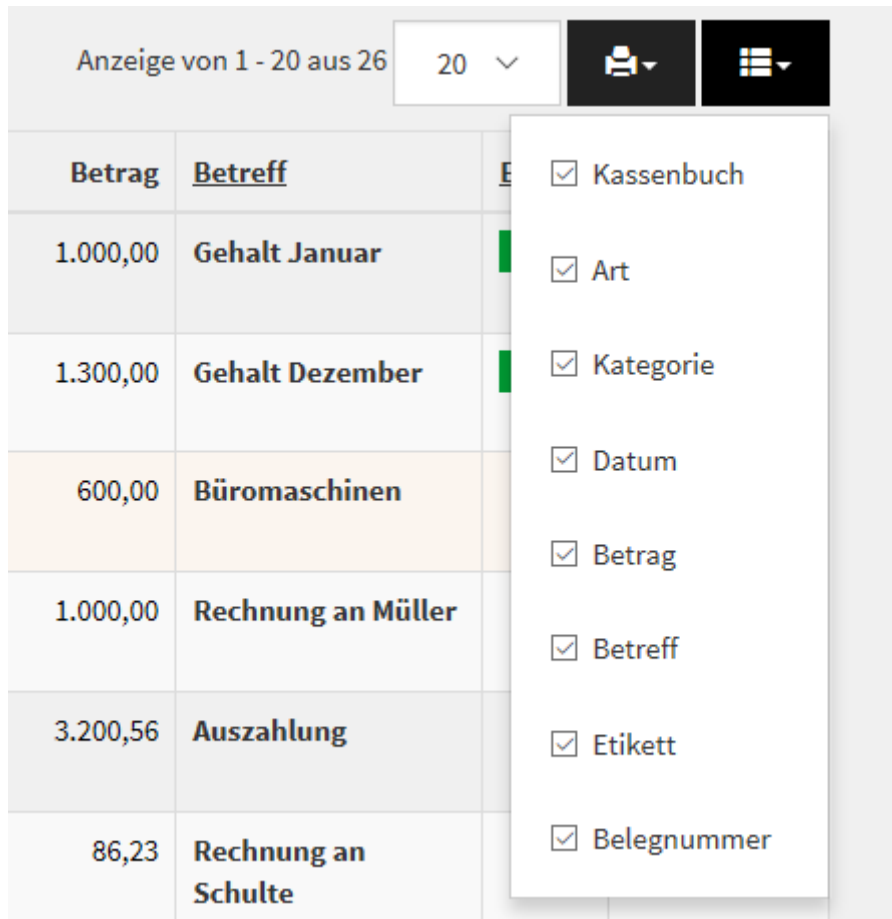 Anzeige von 1 - 20 aus 26 20
Betrag Betreff
1.000,00 Gehalt Januar
1.300,00 Gehalt Dezember
600,00 Büromaschinen
1.000,00 Rechnung an Müller
3.200,56 Auszahlung
86,23 Rechnung an
Schulte
Kassenbuch
Art
Kategorie
Datum
Betrag
Betreff
Etikett
Belegnummer